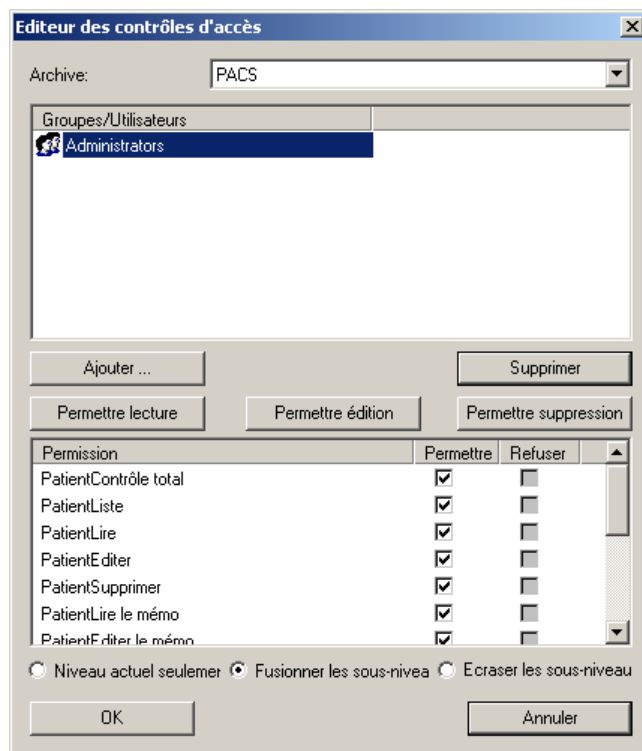 Editeur des contrôles d'accès
Archive: PACS
Groupes/Utilisateurs
Administrators
Ajouter ... Supprimer
Permettre lecture Permettre édition Permettre suppression
Permission Permettre Refuser
PatientContrôle total
PatientListe
PatientLire
PatientEditer
PatientSupprimer
PatientLire le mémo
PatientEditer le mémo
Niveau actuel seulemer Fusionner les sous-nivea Ecraser les sous-niveau
OK Annuler